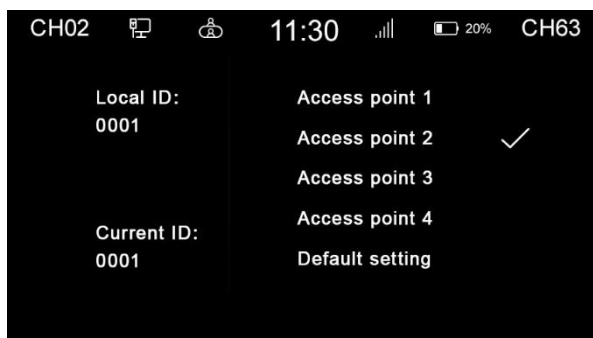 CH02 11:30 20% CH63
Local ID:
0001
Current ID:
0001
Access point 1
Access point 2
Access point 3
Access point 4
Default setting